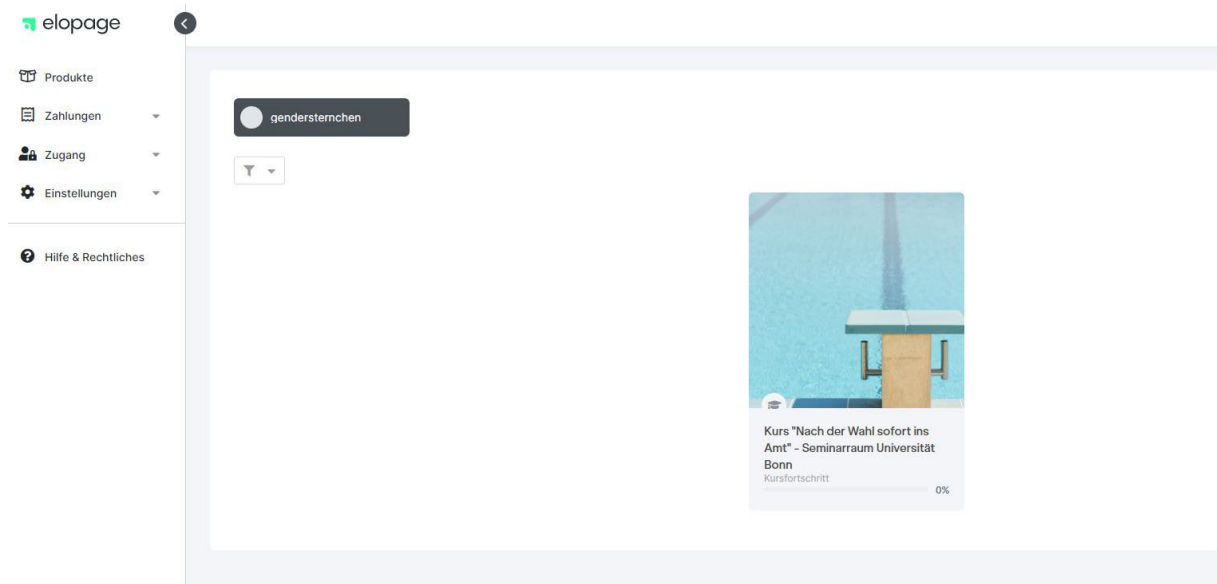 elopage
Produkte
Zahlungen
Zugang
Einstellungen
Hilfe & Rechtliches
gendersternchen
Kurs "Nach der Wahl sofort ins
Amt" - Seminarraum Universität
Bonn
Kursfortschritt
0%